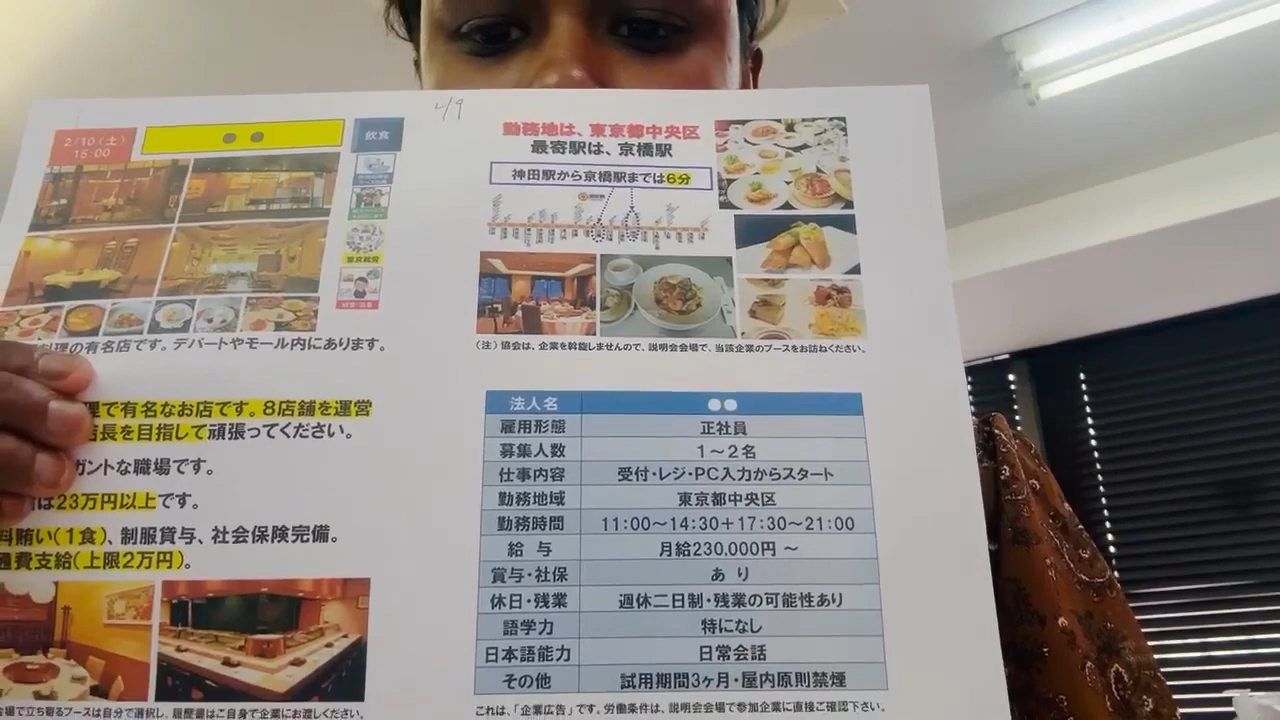 2/9
2/10(土)
15:00
●●
飲食
料理の有名店です。デパートやモール内にあります。
理で有名なお店です。8店舗を運営
店長を目指して頑張ってください。
ガントな職場です。
は23万円以上です。
料賄い(1食)、制服貸与、社会保険完備。
通費支給(上限2万円)。
会場で立ち寄るブースは自分で選択し、履歴書はご自身で企業にお渡しください。
勤務地は、東京都中央区
最寄駅は、京橋駅
神田駅から京橋駅までは6分
(注)協会は、企業を斡旋しませんので、説明会会場で、当該企業のブースをお訪ねください。
法人名 ●●
雇用形態 正社員
募集人数 1~2名
仕事内容 受付・レジ・PC入力からスタート
勤務地域 東京都中央区
勤務時間 11:00~14:30+17:30~21:00
給 与 月給230,000円 ~
賞与・社保 あ り
休日・残業 週休二日制・残業の可能性あり
語学力 特になし
日本語能力 日常会話
その他 試用期間3ヶ月・屋内原則禁煙
これは、「企業広告」です。労働条件は、説明会会場で参加企業に直接ご確認下さい。